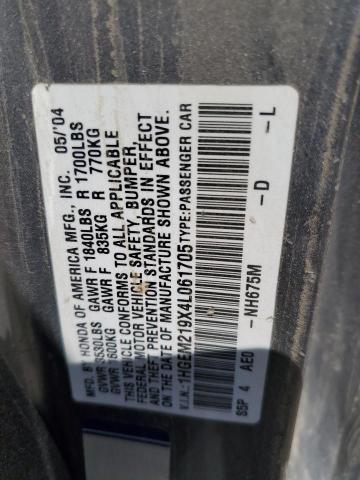 MFD. BY HONDA OF AMERICA MFG., INC. 05/'04
GVWR 3530LBS GAWR F 1840LBS R 1700LBS
GVWR 1600KG GAWR F 835KG R 770KG
THIS VEHICLE CONFORMS TO ALL APPLICABLE
FEDERAL MOTOR VEHICLE SAFETY, BUMPER,
AND THEFT PREVENTION STANDARDS IN EFFECT
ON THE DATE OF MANUFACTURE SHOWN ABOVE.
V.I.N.:1HGEM219X4L061705 TYPE:PASSENGER CAR
S5P 4 AE0 -NH675M -D -L